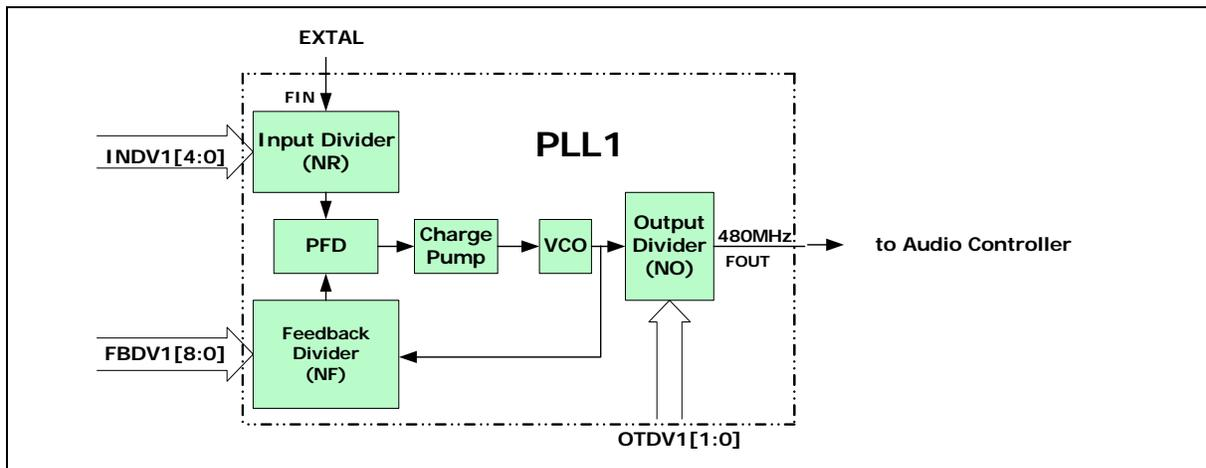 EXTAL
FIN
Input Divider
(NR)
INDV1[4:0]
PLL1
PFD
Charge
Pump
VCO
Output
Divider
(NO)
480MHz
FOUT
to Audio Controller
Feedback
Divider
(NF)
FBDV1[8:0]
OTDV1[1:0]